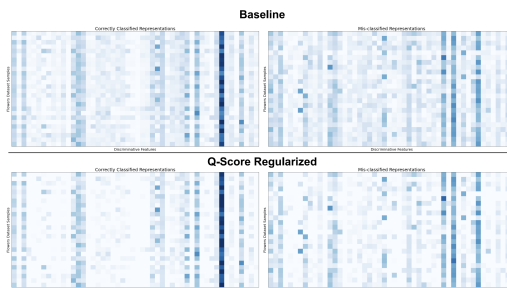 Baseline
Correctly Classified Representations
Mis-classified Representations
Flowers Dataset Samples
Flowers Dataset Samples
Discriminative Features
Discriminative Features
Q-Score Regularized
Correctly Classified Representations
Mis-classified Representations
Flowers Dataset Samples
Flowers Dataset Samples